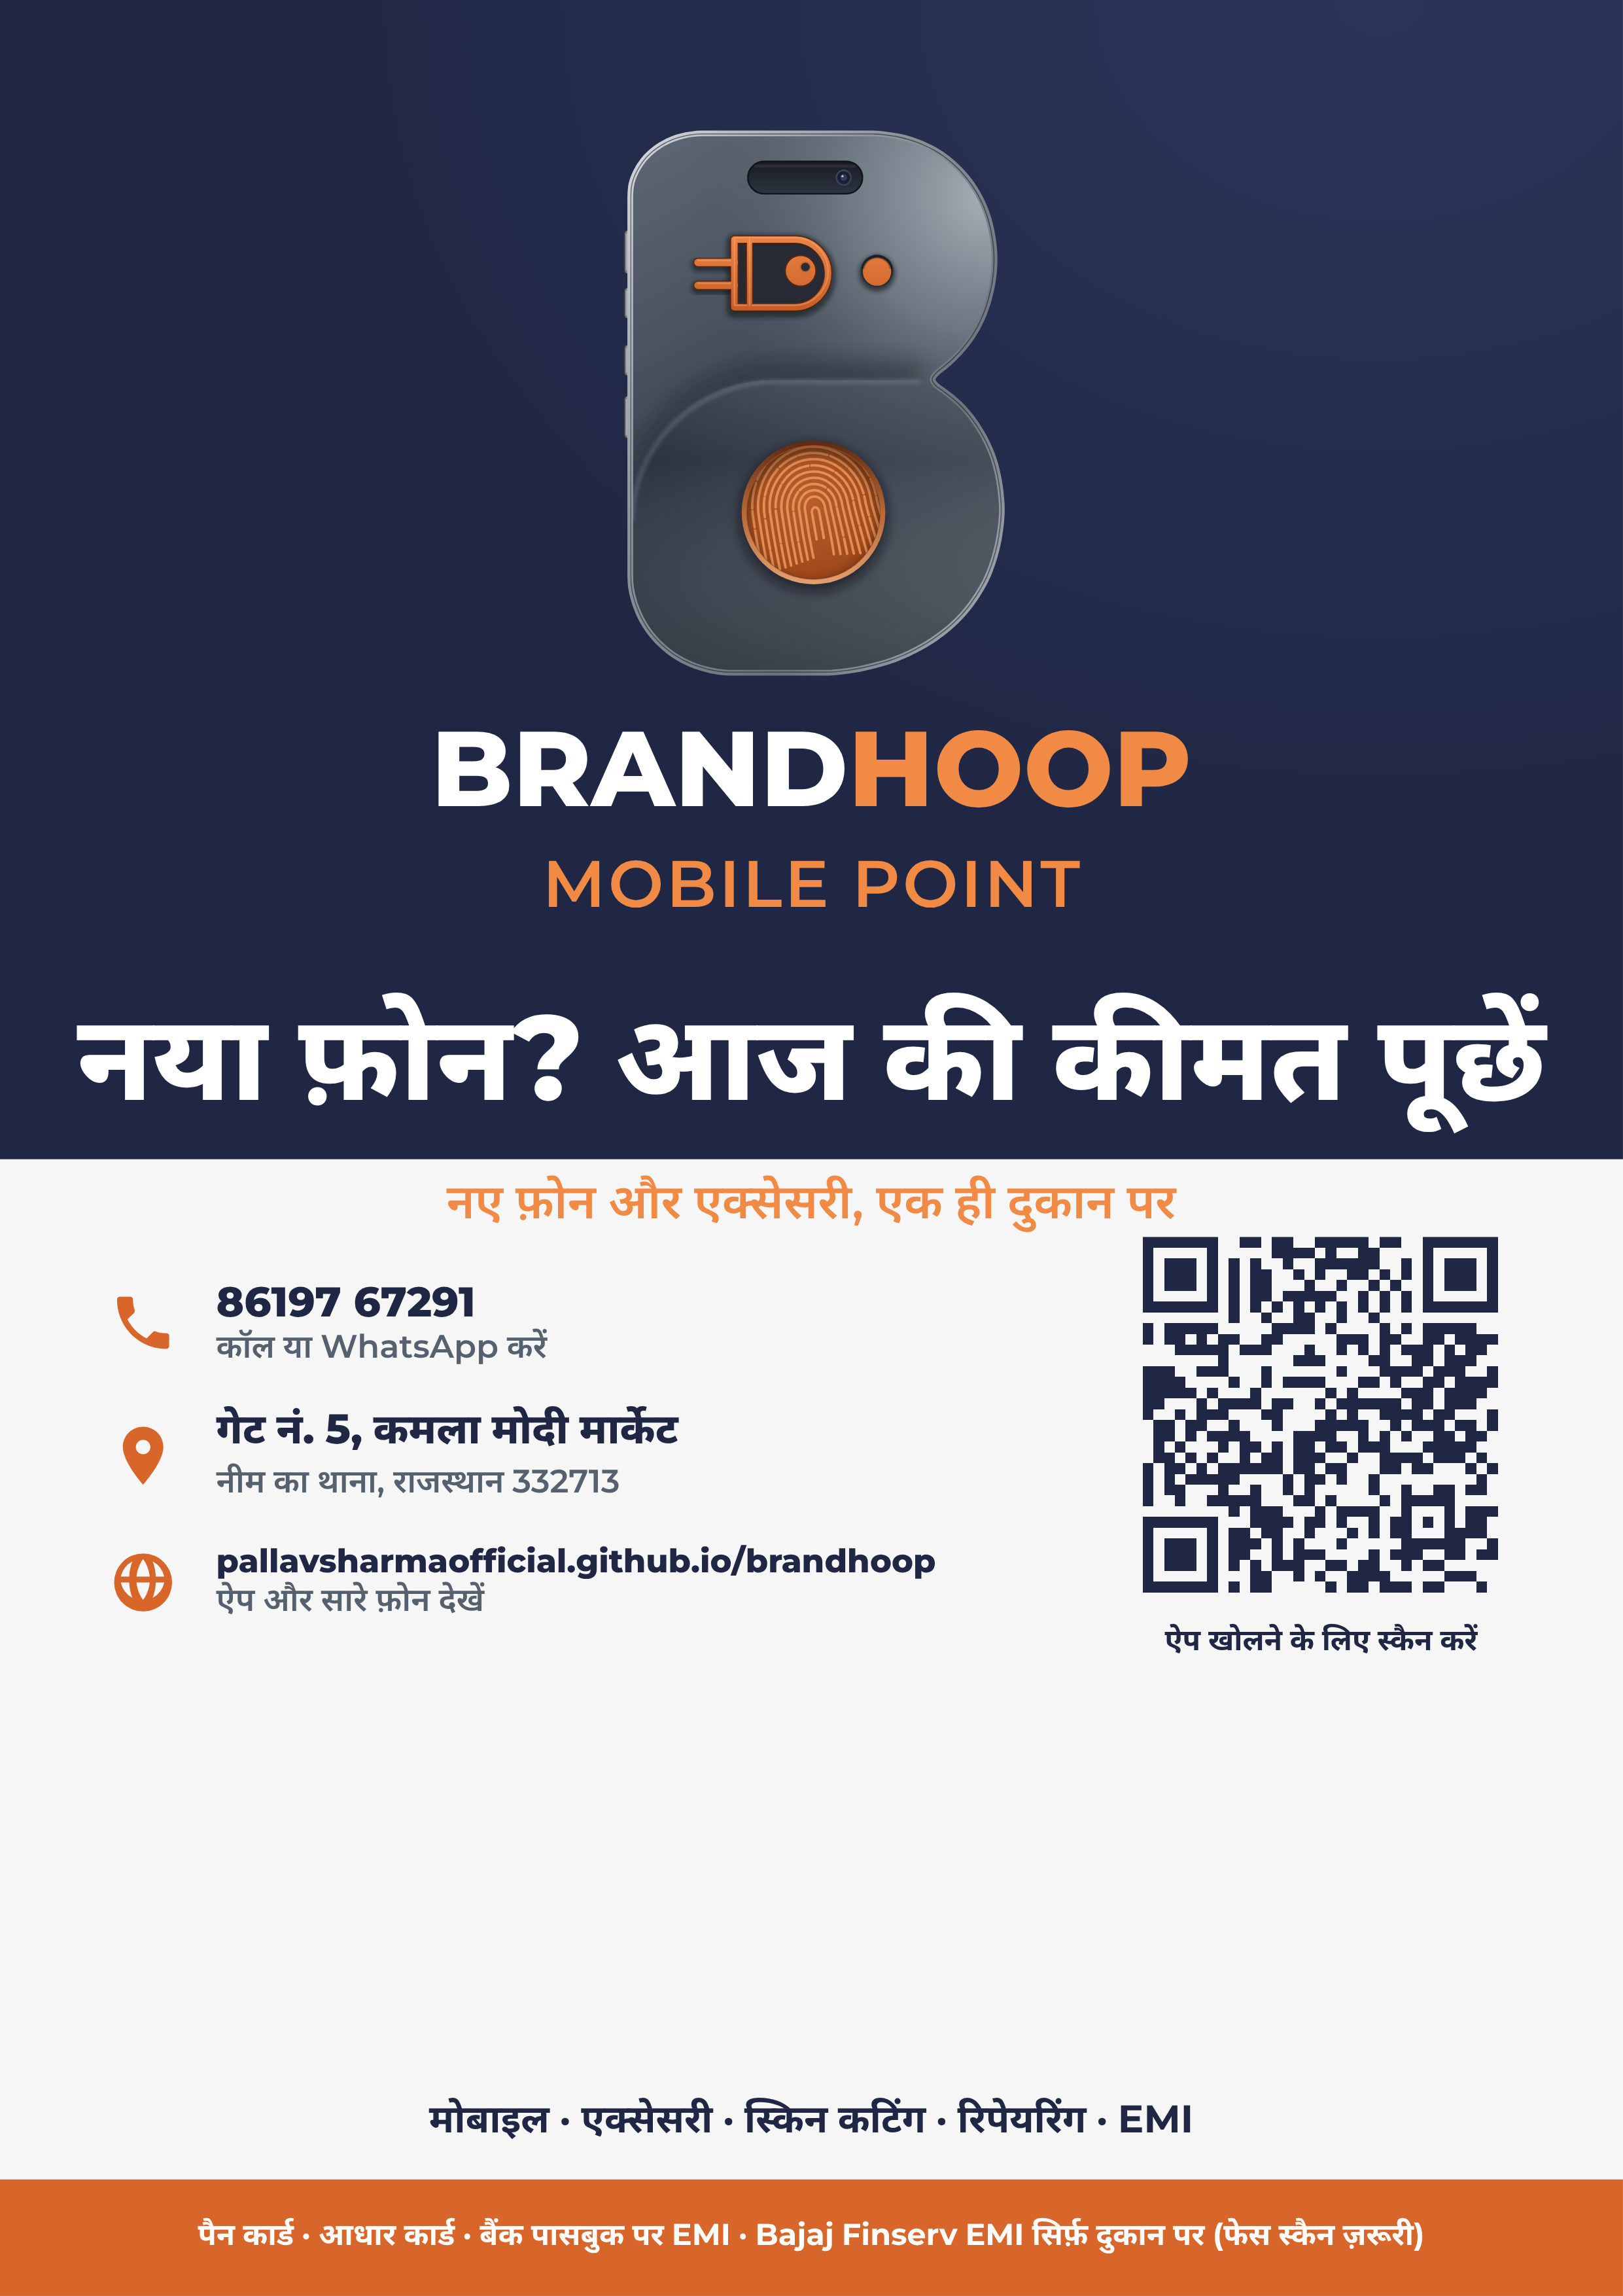 BRANDHOOP
MOBILE POINT
नया फ़ोन? आज की कीमत पूछें
नए फ़ोन और एक्सेसरी, एक ही दुकान पर
86197 67291
कॉल या WhatsApp करें
गेट नं. 5, कमला मोदी मार्केट
नीम का थाना, राजस्थान 332713
pallavsharmaofficial.github.io/brandhoop
ऐप और सारे फ़ोन देखें
ऐप खोलने के लिए स्कैन करें
मोबाइल · एक्सेसरी · स्किन कटिंग · रिपेयरिंग · EMI
पैन कार्ड · आधार कार्ड · बैंक पासबुक पर EMI · Bajaj Finserv EMI सिर्फ़ दुकान पर (फेस स्कैन ज़रूरी)